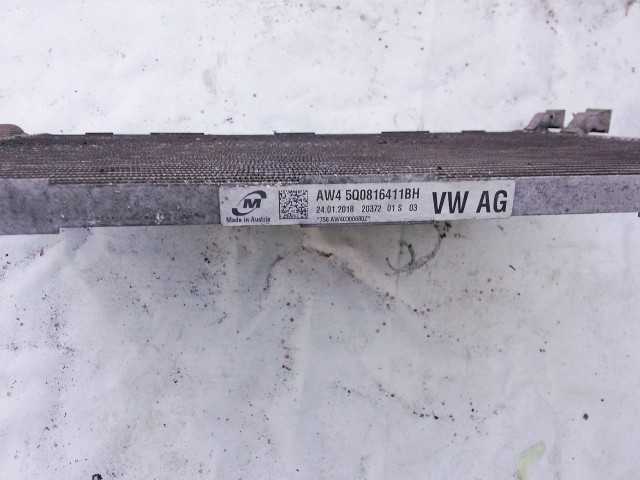 M
Made in Austria
AW4 5Q0816411BH
24.01.2018 20372 01 S 03
VW AG